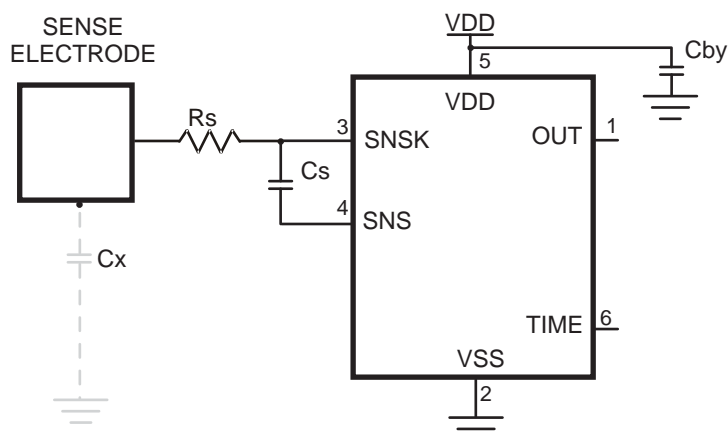 SENSE
ELECTRODE
VDD
Cby
5
VDD
Rs
3
SNSK
OUT
1
Cs
4
SNS
Cx
TIME
6
VSS
2